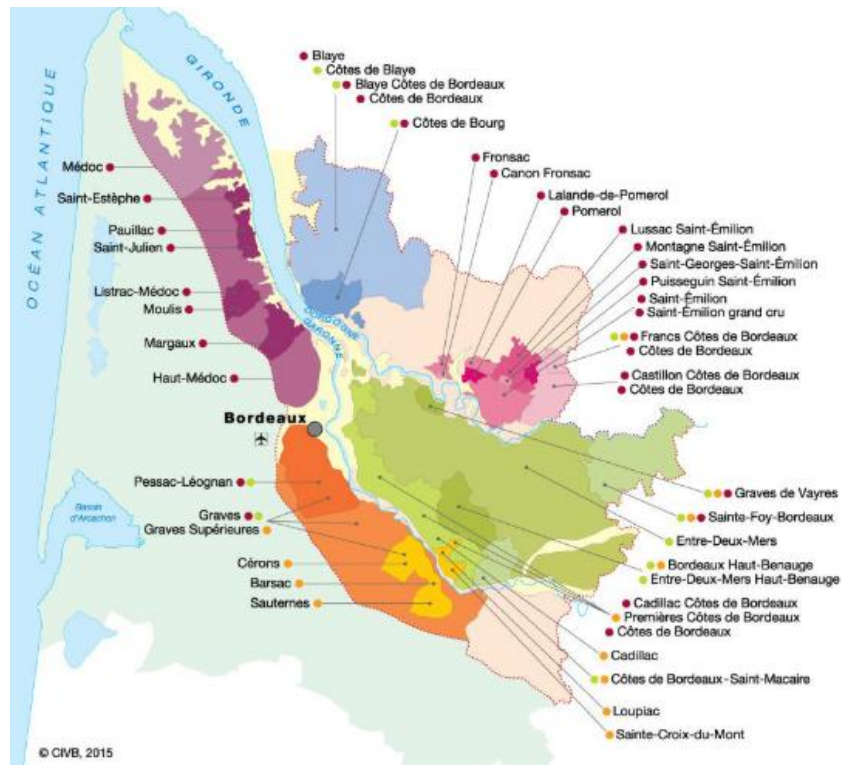 OCÉAN ATLANTIQUE
GIRONDE
Blaye
Côtes de Blaye
Blaye Côtes de Bordeaux
Côtes de Bordeaux
Côtes de Bourg
Fronsac
Canon Fronsac
Lalande-de-Pomerol
Pomerol
Lussac Saint-Émilion
Montagne Saint-Émilion
Saint-Georges-Saint-Émilion
Puisseguin Saint-Émilion
Saint-Émilion
Saint-Émilion grand cru
Francs Côtes de Bordeaux
Côtes de Bordeaux
Castillon Côtes de Bordeaux
Côtes de Bordeaux
Médoc
Saint-Estèphe
Pauillac
Saint-Julien
Listrac-Médoc
Moulis
Margaux
Haut-Médoc
DORDOGNE
GARONNE
Bordeaux
Bassin
d'Arcachon
Pessac-Léognan
Graves
Graves Supérieures
Cérons
Barsac
Sauternes
Graves de Vayres
Sainte-Foy-Bordeaux
Entre-Deux-Mers
Bordeaux Haut-Benauge
Entre-Deux-Mers Haut-Benauge
Cadillac Côtes de Bordeaux
Premières Côtes de Bordeaux
Côtes de Bordeaux
Cadillac
Côtes de Bordeaux-Saint-Macaire
Loupiac
Sainte-Croix-du-Mont
© CIVB, 2015